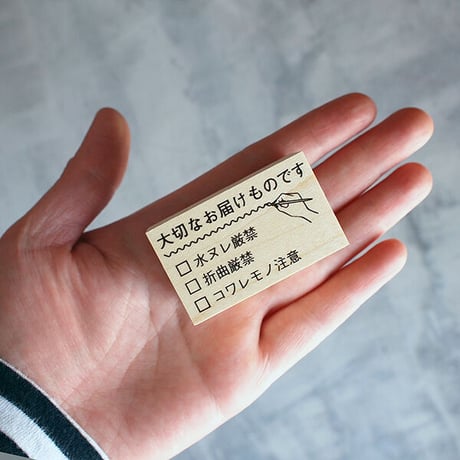 大切なお届けものです
□水ヌレ厳禁
□折曲厳禁
□コワレモノ注意